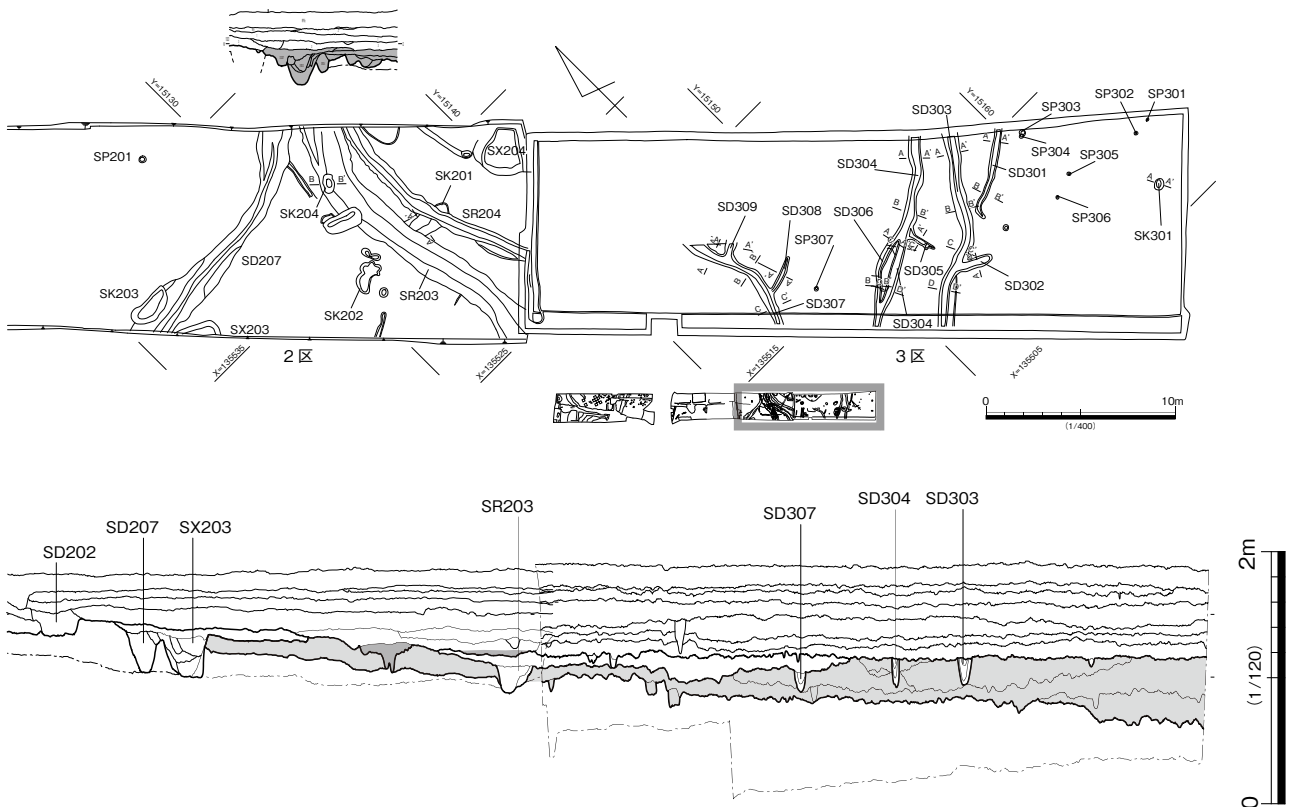 Y=15130
Y=15140
Y=15150
Y=15160
SP201
SX204
SK201
SK204
SR204
SD207
SK203
SX203
SK202
SR203
2区
X=135535
X=135525
SD303
SP303
SP302
SP301
SP304
SD304
SD301
SP305
SP306
SK301
SD309
SD308
SD306
SP307
SD305
SD302
SD307
SD304
3区
X=135515
X=135505
A A'
A A'
A A'
B B'
B B'
B B'
C
D D'
A A'
B B'
C C'
0 10m
(1/400)
SR203
SD304 SD303
SD307
SD207 SX203
SD202
2m
(1/120)
0